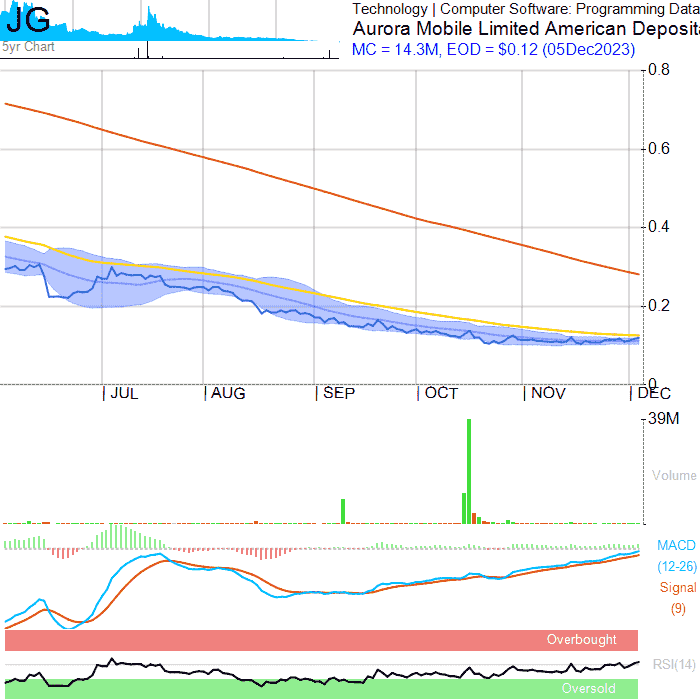 JG
5yr Chart
Technology | Computer Software: Programming Data
Aurora Mobile Limited American Deposit
MC = 14.3M, EOD = $0.12 (05Dec2023)
0.8
0.6
0.4
0.2
0
JUL AUG SEP OCT NOV DEC
39M
Volume
MACD
(12-26)
Signal
(9)
Overbought
RSI(14)
Oversold